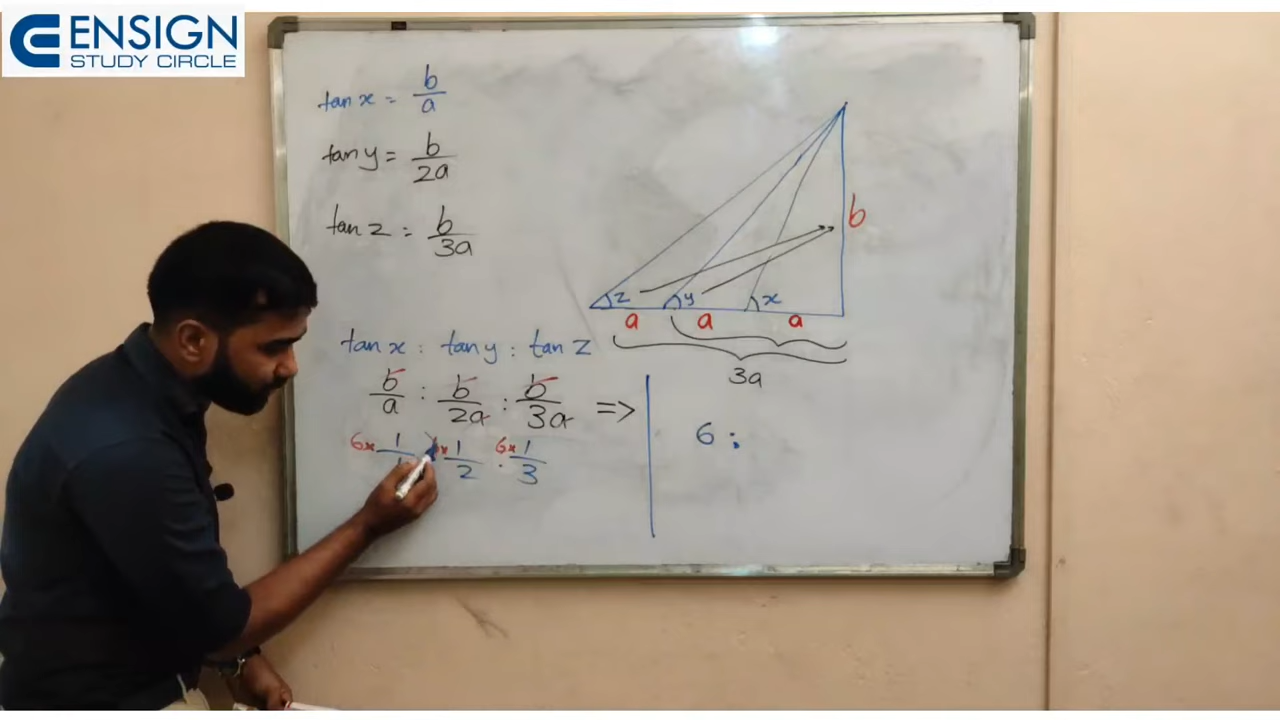 ENSIGN
STUDY CIRCLE
tan x = b/a
tan y = b/2a
tan z = b/3a
b
z y x
a a a
3a
tan x : tan y : tan z
b/a : b/2a : b/3a =>
6x 1/ x 1/2 : 6x 1/3
6 :